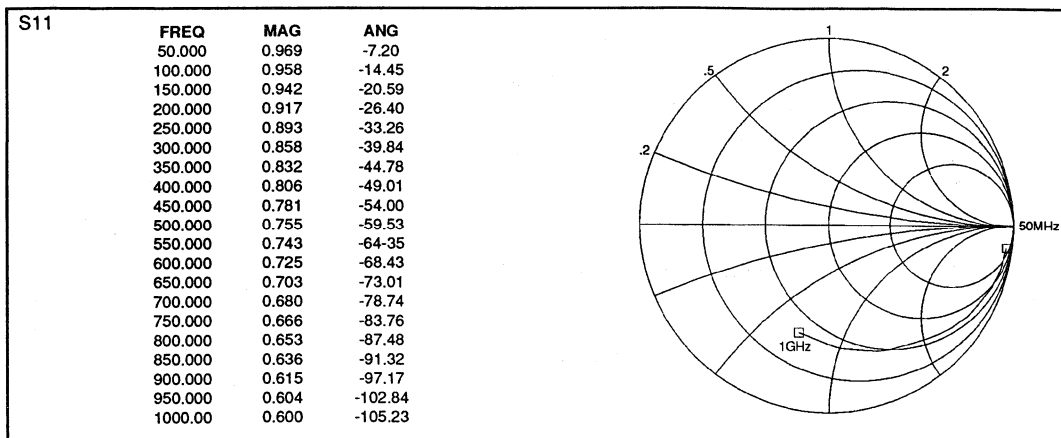 S11
FREQ MAG ANG
50.000 0.969 -7.20
100.000 0.958 -14.45
150.000 0.942 -20.59
200.000 0.917 -26.40
250.000 0.893 -33.26
300.000 0.858 -39.84
350.000 0.832 -44.78
400.000 0.806 -49.01
450.000 0.781 -54.00
500.000 0.755 -59.53
550.000 0.743 -64-35
600.000 0.725 -68.43
650.000 0.703 -73.01
700.000 0.680 -78.74
750.000 0.666 -83.76
800.000 0.653 -87.48
850.000 0.636 -91.32
900.000 0.615 -97.17
950.000 0.604 -102.84
1000.00 0.600 -105.23
1
.5
2
.2
50MHz
1GHz